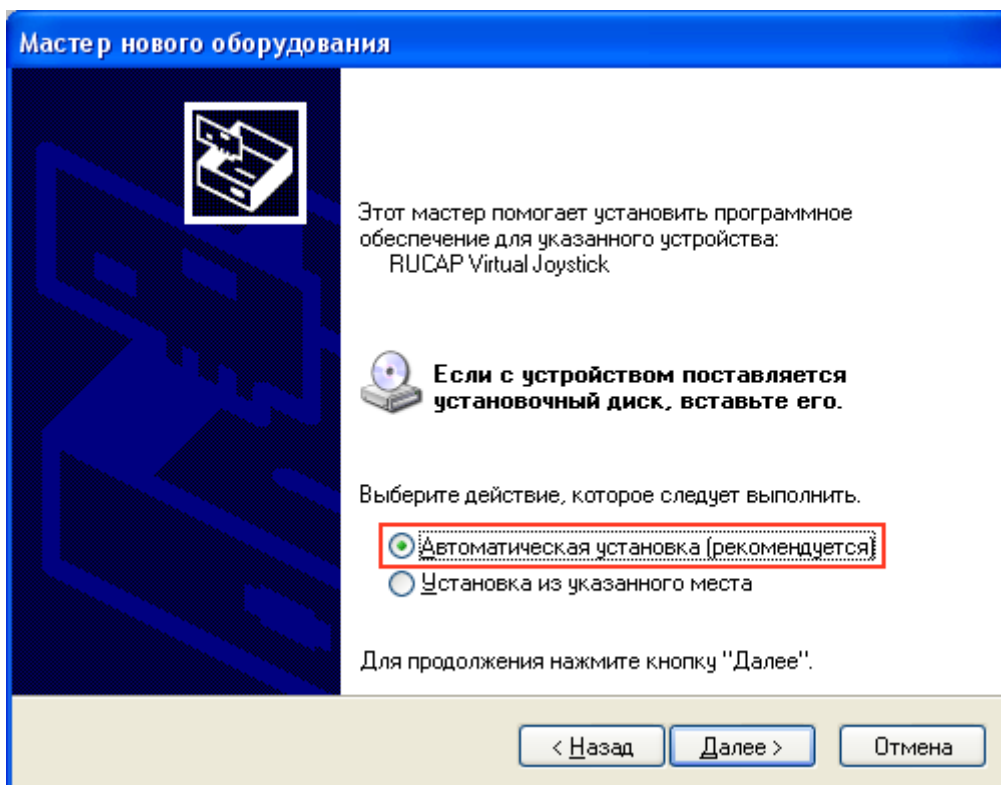 Мастер нового оборудования
Этот мастер помогает установить программное
обеспечение для указанного устройства:
RUCAP Virtual Joystick
Если с устройством поставляется
установочный диск, вставьте его.
Выберите действие, которое следует выполнить.
Автоматическая установка (рекомендуется)
Установка из указанного места
Для продолжения нажмите кнопку "Далее".
< Назад Далее > Отмена